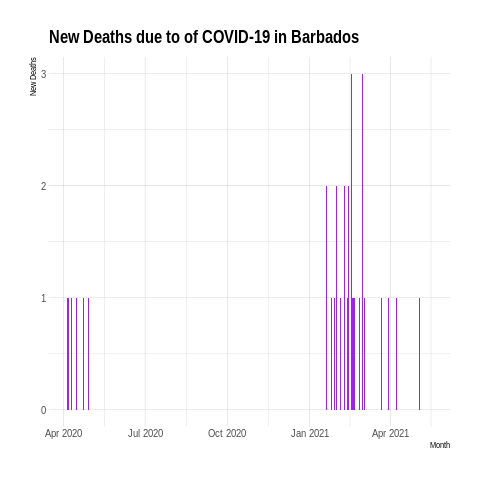 New Deaths due to of COVID-19 in Barbados
New Deaths
3
2
1
0
Apr 2020 Jul 2020 Oct 2020 Jan 2021 Apr 2021
Month